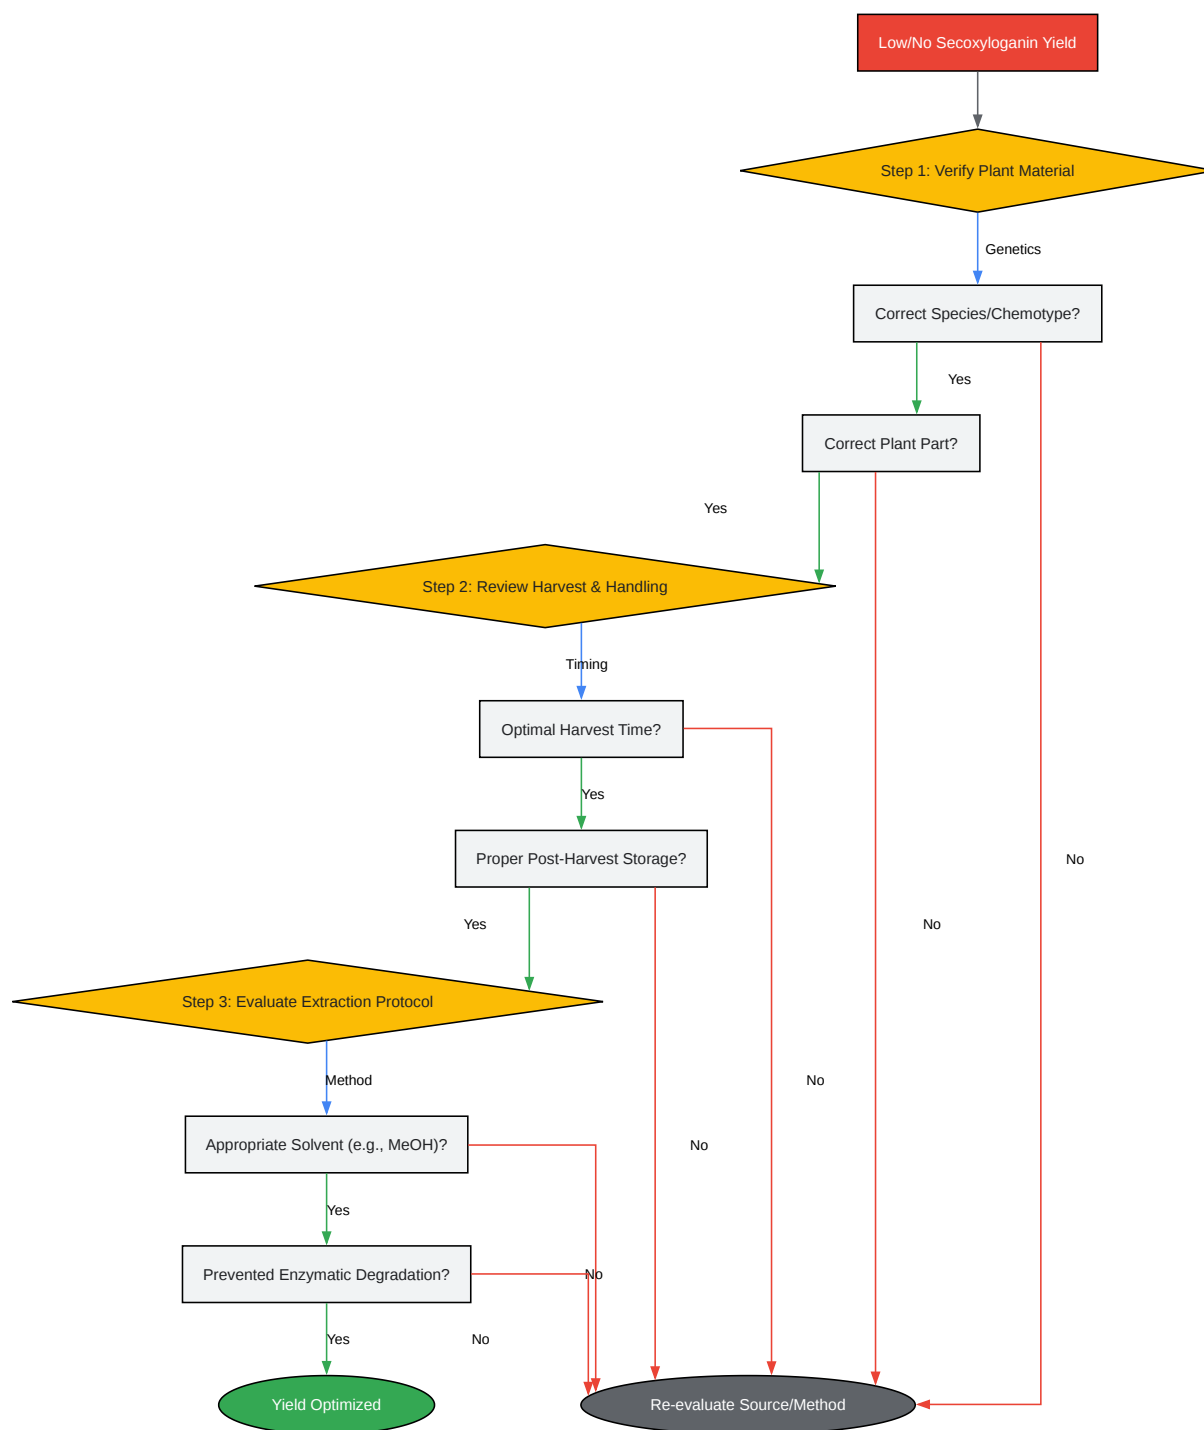 Low/No Secoxyloganin Yield
Step 1: Verify Plant Material
Genetics
Correct Species/Chemotype?
Yes
Correct Plant Part?
Yes
Step 2: Review Harvest & Handling
Timing
Optimal Harvest Time?
Yes
Proper Post-Harvest Storage?
No
Yes
No
Step 3: Evaluate Extraction Protocol
Method
No
Appropriate Solvent (e.g., MeOH)?
No
Yes
Prevented Enzymatic Degradation?
No
Yes
No
Yield Optimized
Re-evaluate Source/Method